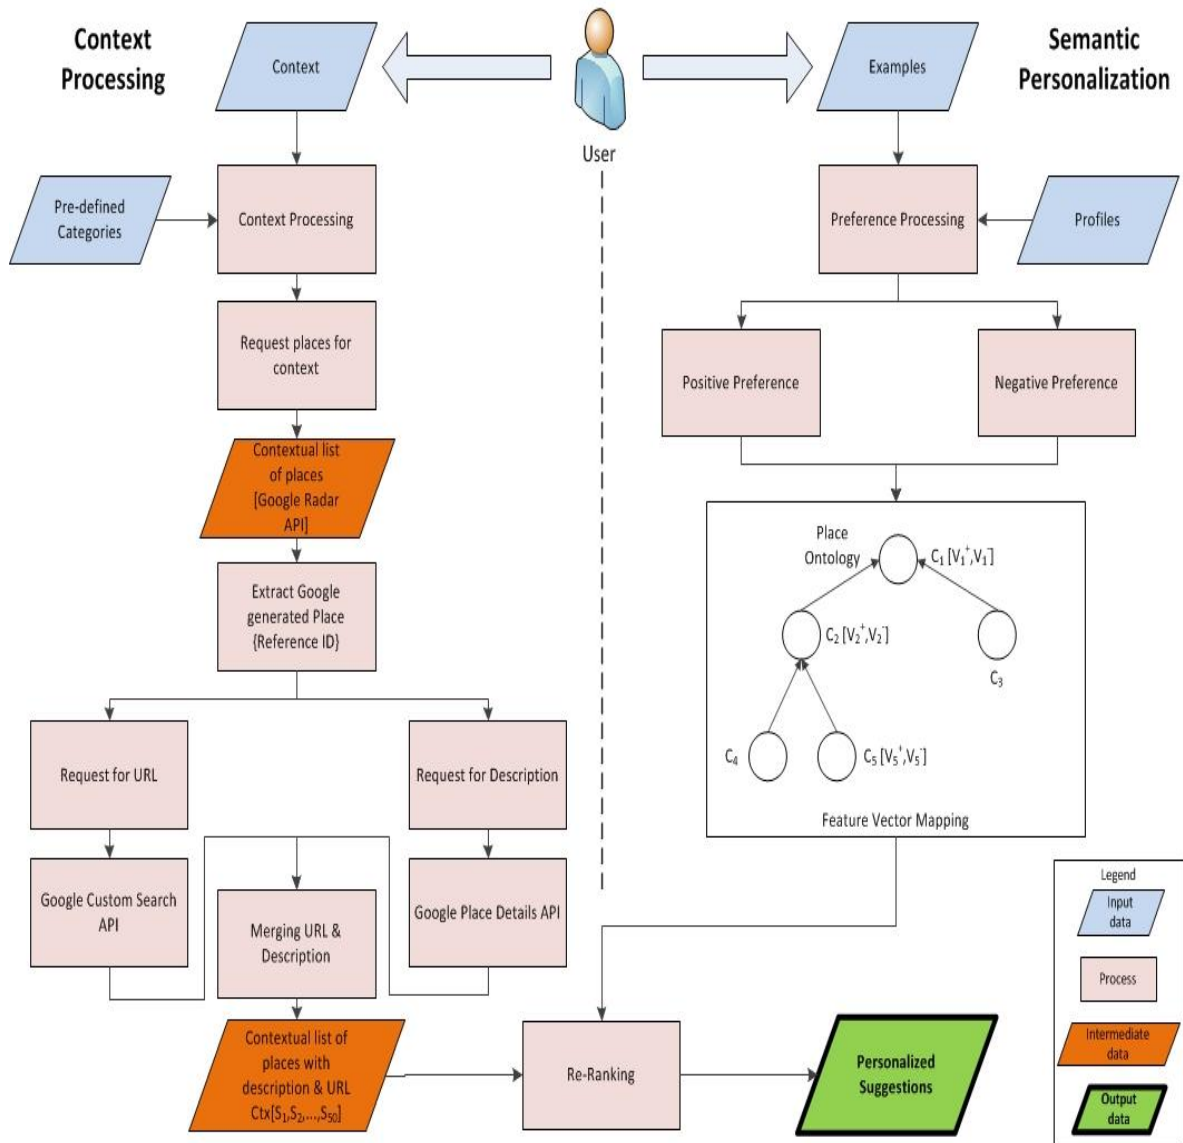 Context
Processing
Context
User
Examples
Semantic
Personalization
Pre-defined
Categories
Context Processing
Preference Processing
Profiles
Request places for
context
Positive Preference
Negative Preference
Contextual list
of places
[Google Radar
API]
Extract Google
generated Place
{Reference ID}
Place
Ontology
C₁ [V₁⁺,V₁⁻]
C₂ [V₂⁺,V₂⁻]
C₃
C₄
C₅ [V₅⁺,V₅⁻]
Feature Vector Mapping
Request for URL
Request for Description
Google Custom Search
API
Merging URL &
Description
Google Place Details API
Contextual list of
places with
description & URL
Ctx[S₁,S₂,...,S₅₀]
Re-Ranking
Personalized
Suggestions
Legend
Input
data
Process
Intermediate
data
Output
data